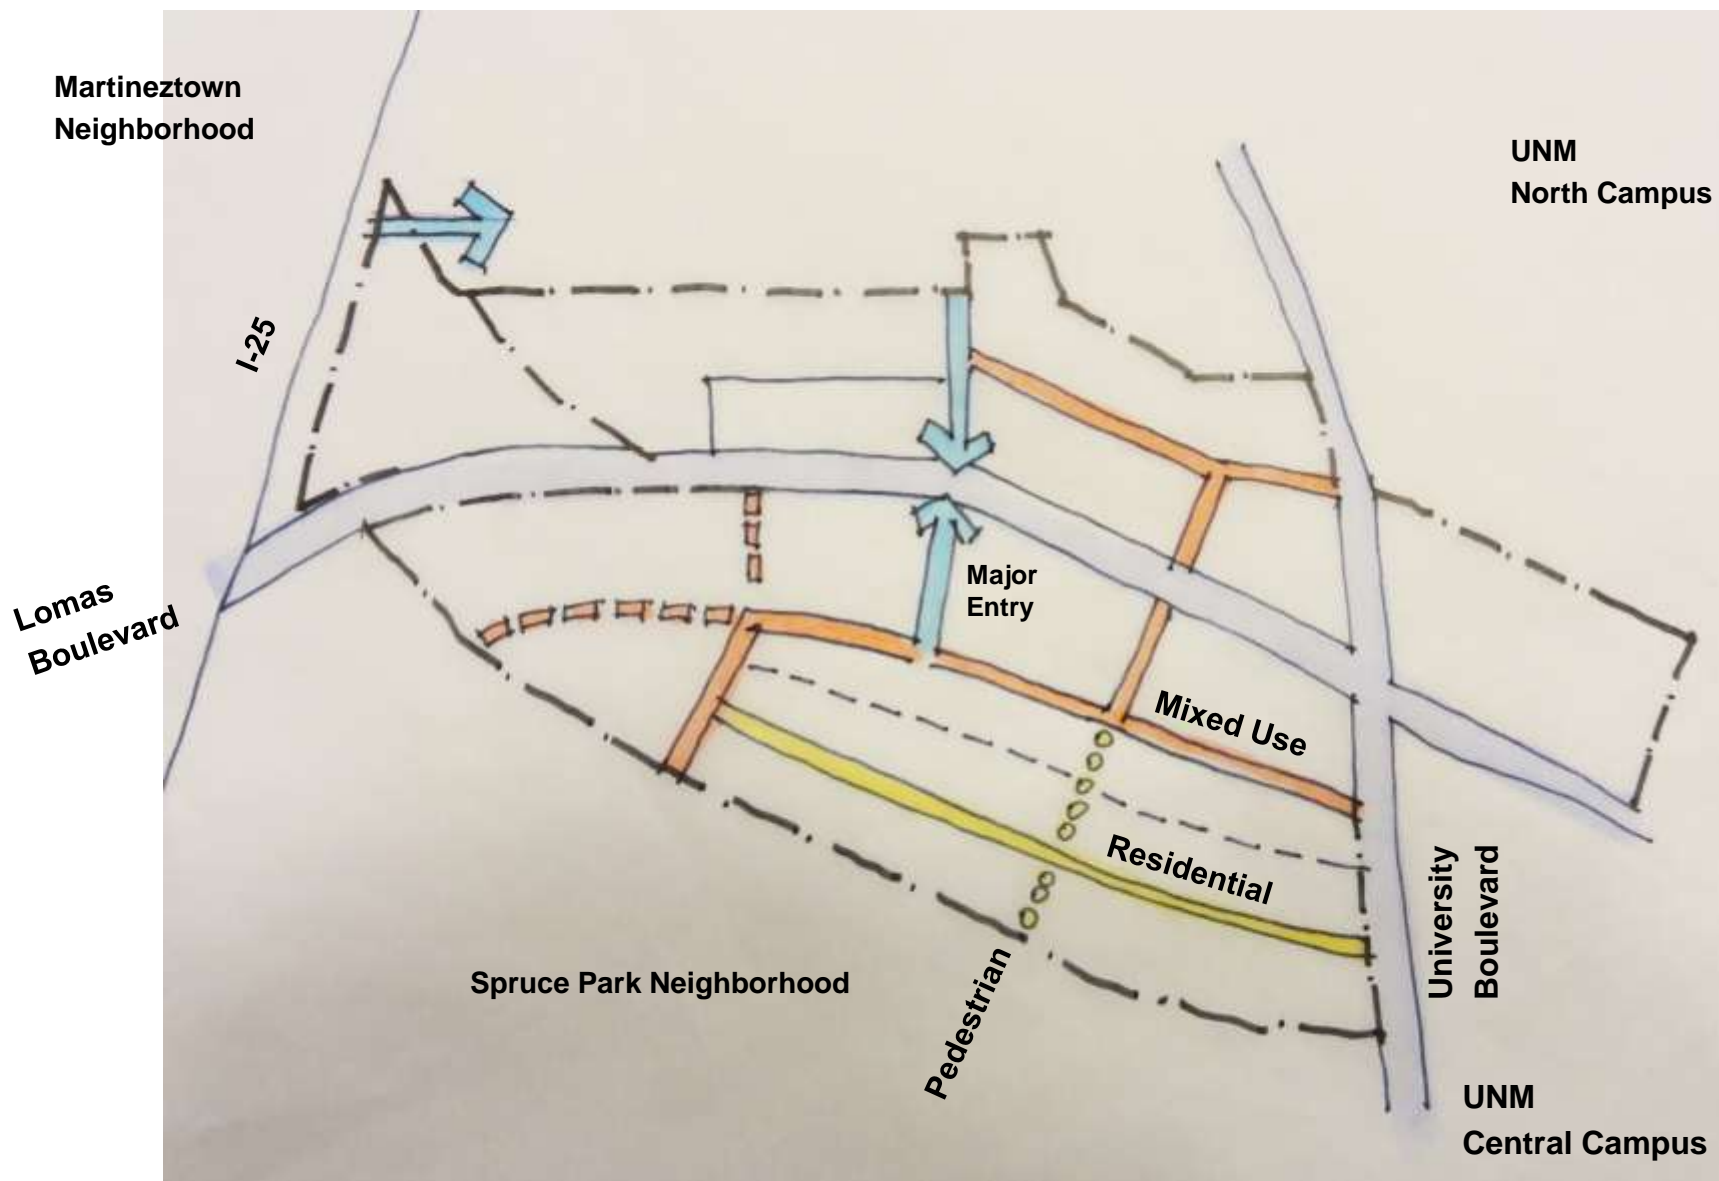 Martineztown
Neighborhood
UNM
North Campus
I-25
Lomas
Boulevard
Major
Entry
Mixed Use
Residential
University
Boulevard
Spruce Park Neighborhood
Pedestrian
UNM
Central Campus